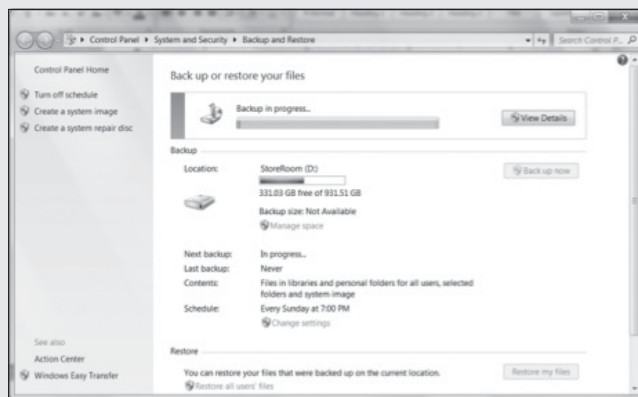 Control Panel ▸ System and Security ▸ Backup and Restore
Search Control P...
Control Panel Home
Turn off schedule
Create a system image
Create a system repair disc
Back up or restore your files
Backup in progress...
View Details
Backup
Location:
StoreRoom (D:)
Back up now
331.03 GB free of 931.51 GB
Backup size: Not Available
Manage space
Next backup:
In progress...
Last backup:
Never
Contents:
Files in libraries and personal folders for all users, selected
folders and system image
Schedule:
Every Sunday at 7:00 PM
Change settings
See also
Action Center
Windows Easy Transfer
Restore
You can restore your files that were backed up on the current location.
Restore my files
Restore all users' files